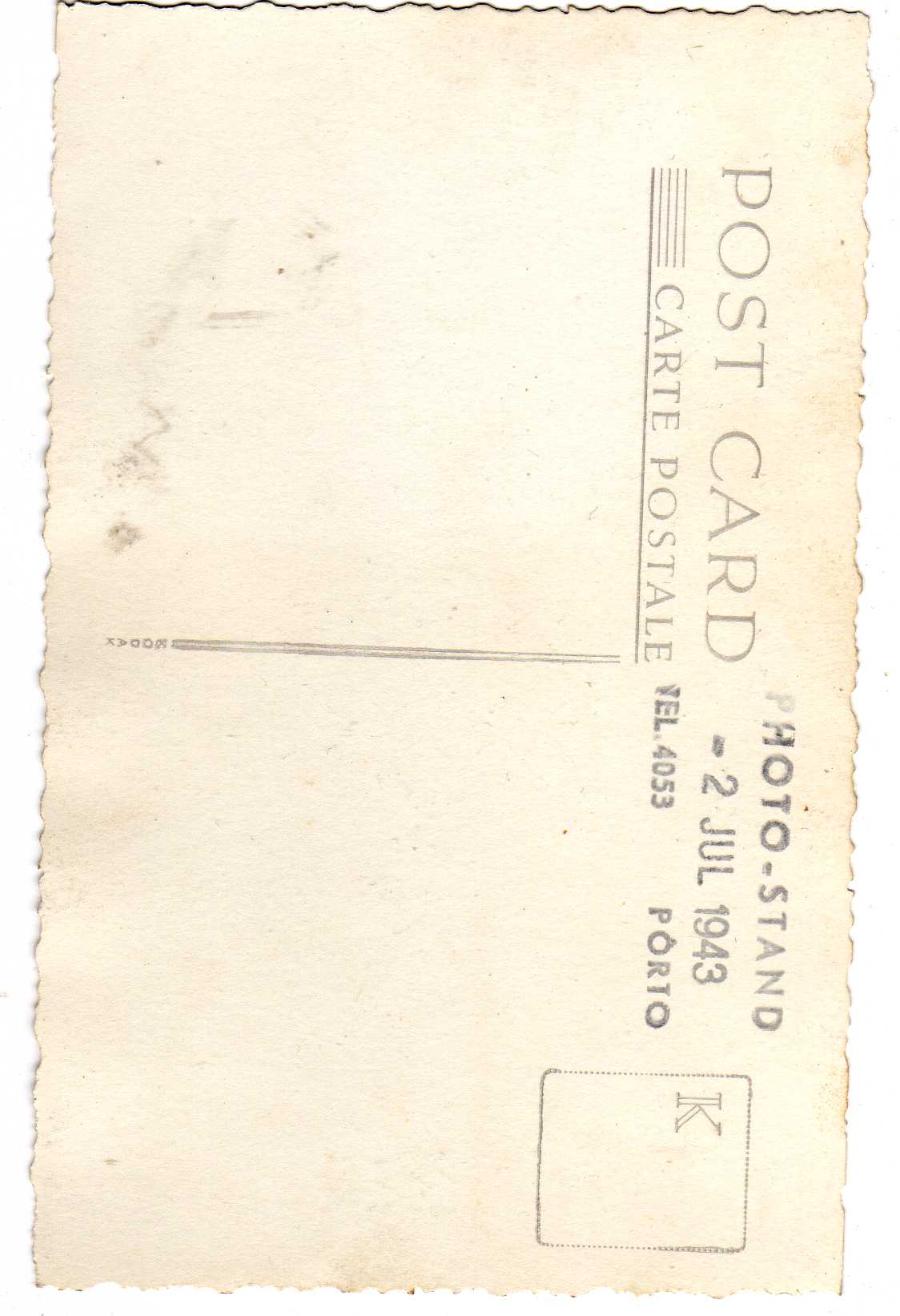 POST CARD
CARTE POSTALE
PHOTO-STAND
- 2 JUL 1943
TEL. 4053 PÔRTO
K
KODAK